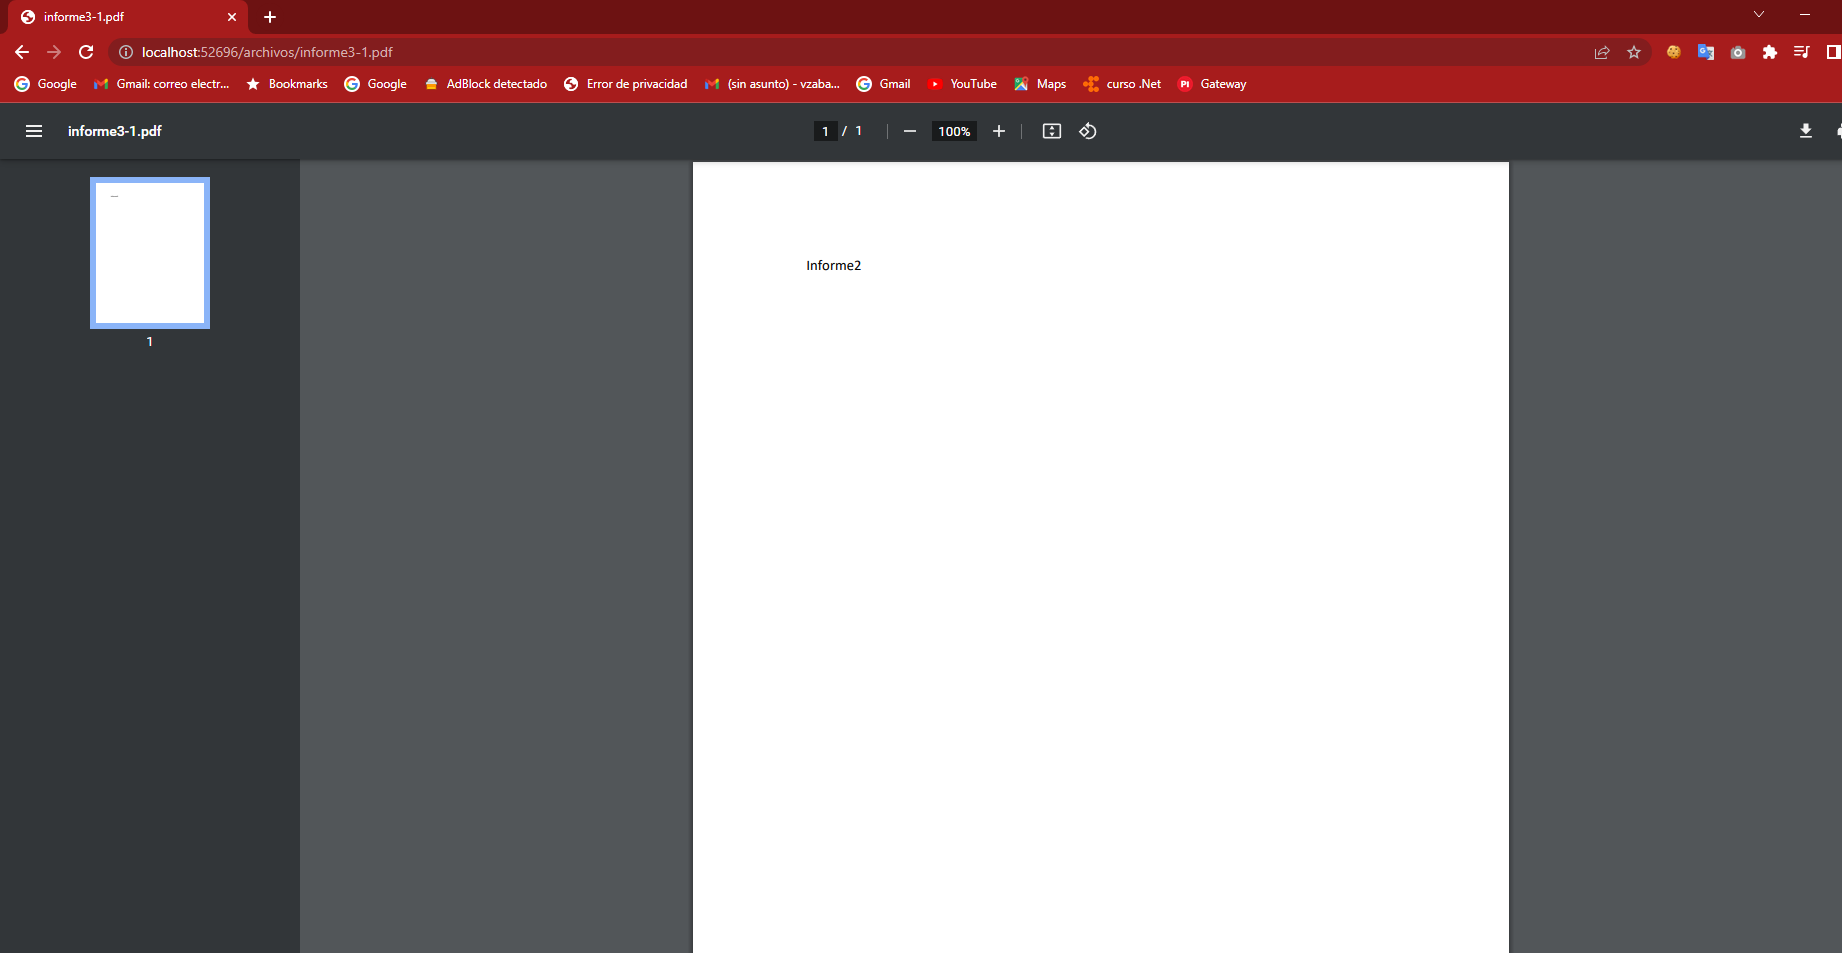 informe3-1.pdf
localhost:52696/archivos/informe3-1.pdf
Google Gmail: correo electr... Bookmarks Google AdBlock detectado Error de privacidad (sin asunto) - vzaba... Gmail YouTube Maps curso .Net PI Gateway
informe3-1.pdf 1 / 1 100%
Informe2
1